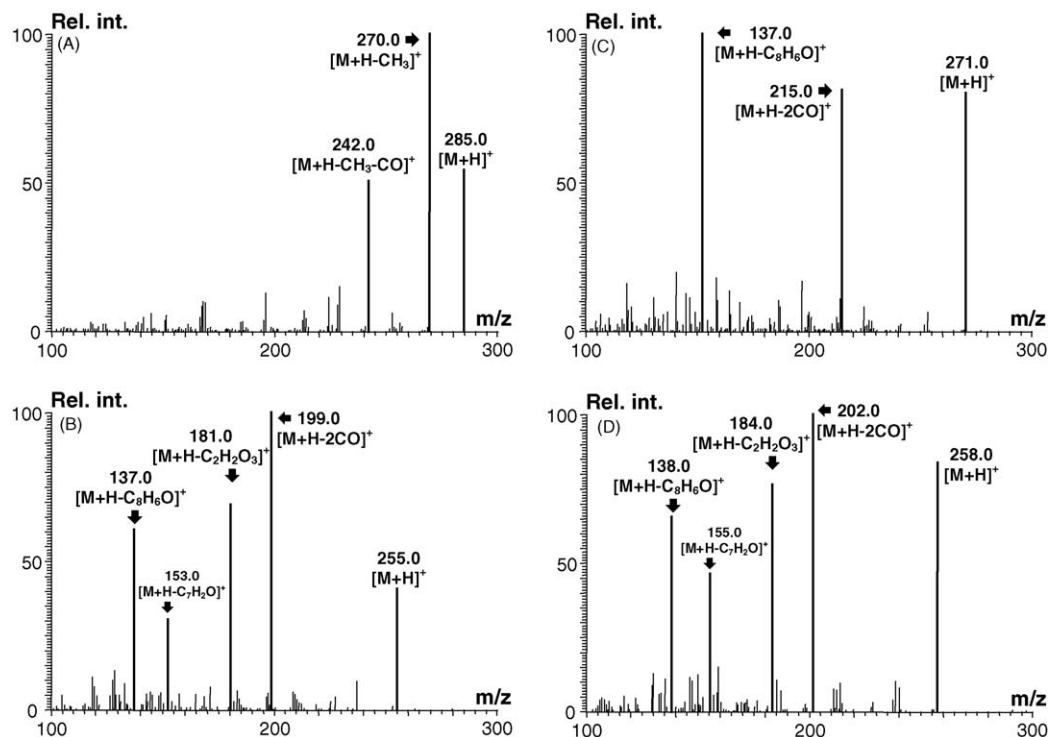 Rel. int.
(A)
100
50
0
270.0
[M+H-CH₃]⁺
242.0
[M+H-CH₃-CO]⁺
285.0
[M+H]⁺
m/z
100
200
300
Rel. int.
(C)
100
50
0
137.0
[M+H-C₈H₆O]⁺
215.0
[M+H-2CO]⁺
271.0
[M+H]⁺
m/z
100
200
300
Rel. int.
(B)
100
50
0
199.0
[M+H-2CO]⁺
181.0
[M+H-C₂H₂O₃]⁺
137.0
[M+H-C₈H₆O]⁺
153.0
[M+H-C₇H₂O]⁺
255.0
[M+H]⁺
m/z
100
200
300
Rel. int.
(D)
100
50
0
202.0
[M+H-2CO]⁺
184.0
[M+H-C₂H₂O₃]⁺
138.0
[M+H-C₈H₆O]⁺
155.0
[M+H-C₇H₂O]⁺
258.0
[M+H]⁺
m/z
100
200
300